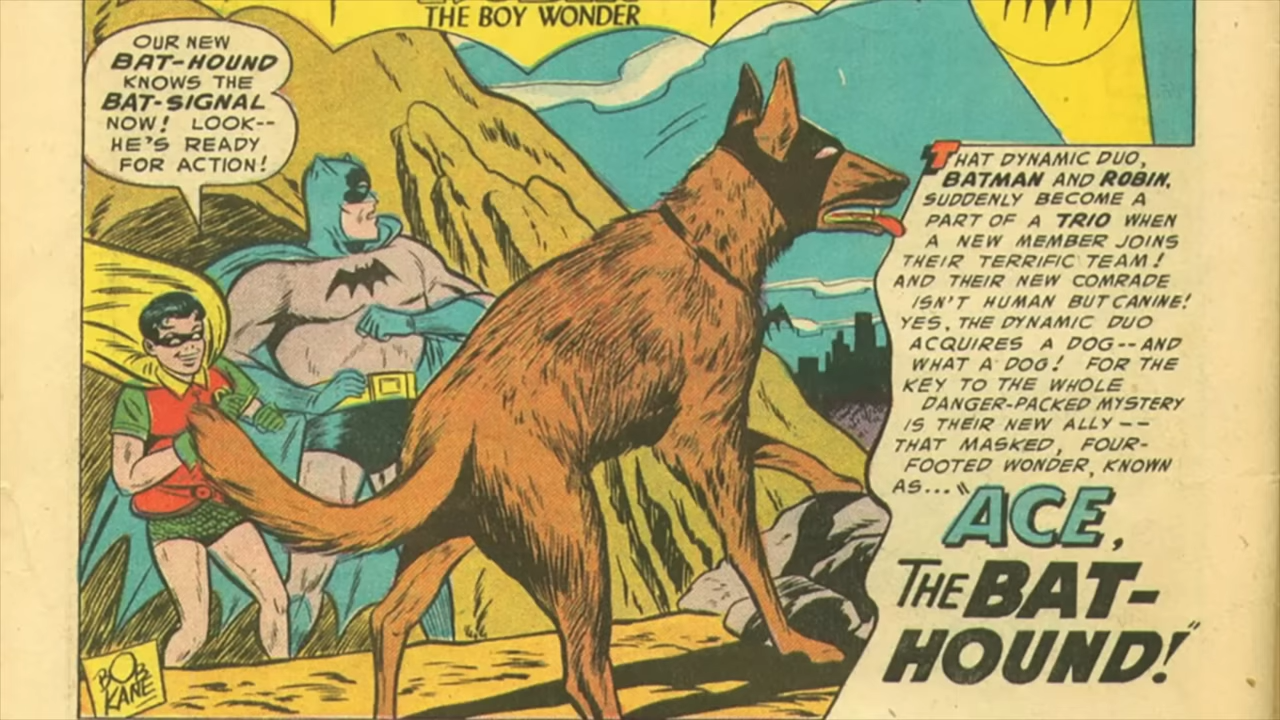 THE BOY WONDER
OUR NEW
BAT-HOUND
KNOWS THE
BAT-SIGNAL
NOW! LOOK--
HE'S READY
FOR ACTION!
THAT DYNAMIC DUO,
BATMAN AND ROBIN,
SUDDENLY BECOME A
PART OF A TRIO WHEN
A NEW MEMBER JOINS
THEIR TERRIFIC TEAM!
AND THEIR NEW COMRADE
ISN'T HUMAN BUT CANINE!
YES, THE DYNAMIC DUO
ACQUIRES A DOG--AND
WHAT A DOG! FOR THE
KEY TO THE WHOLE
DANGER-PACKED MYSTERY
IS THEIR NEW ALLY--
THAT MASKED, FOUR-
FOOTED WONDER, KNOWN
AS... "ACE,
THE BAT-
HOUND!"
BOB
KANE